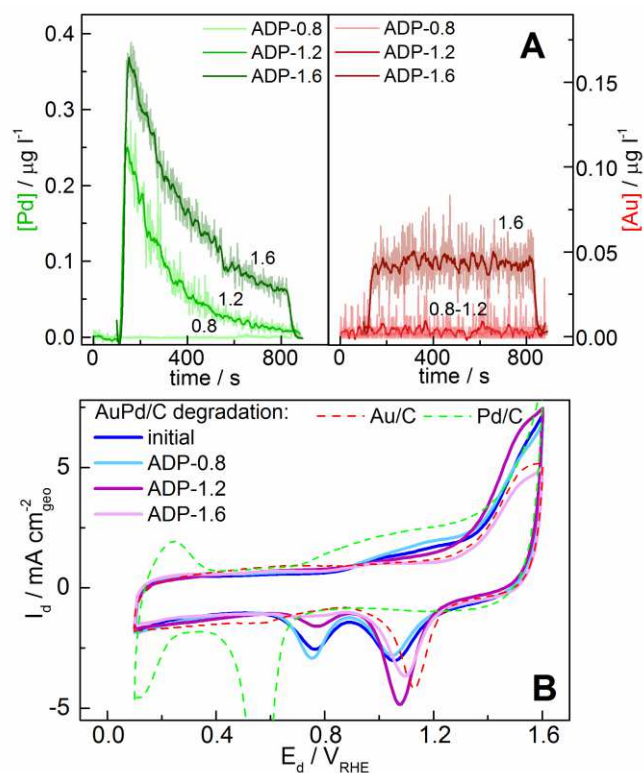 ADP-0.8
ADP-1.2
ADP-1.6
ADP-0.8
ADP-1.2
ADP-1.6
A
[Pd] / µg l⁻¹
0.4
0.3
0.2
0.1
0.0
1.6
1.2
0.8
0 400 800
time / s
1.6
0.8-1.2
0 400 800
time / s
0.15
0.10
0.05
0.00
[Au] / µg l⁻¹
AuPd/C degradation:
initial
ADP-0.8
ADP-1.2
ADP-1.6
Au/C
Pd/C
I_d / mA cm⁻²_geo
5
0
-5
B
0.0 0.4 0.8 1.2 1.6
E_d / V_RHE